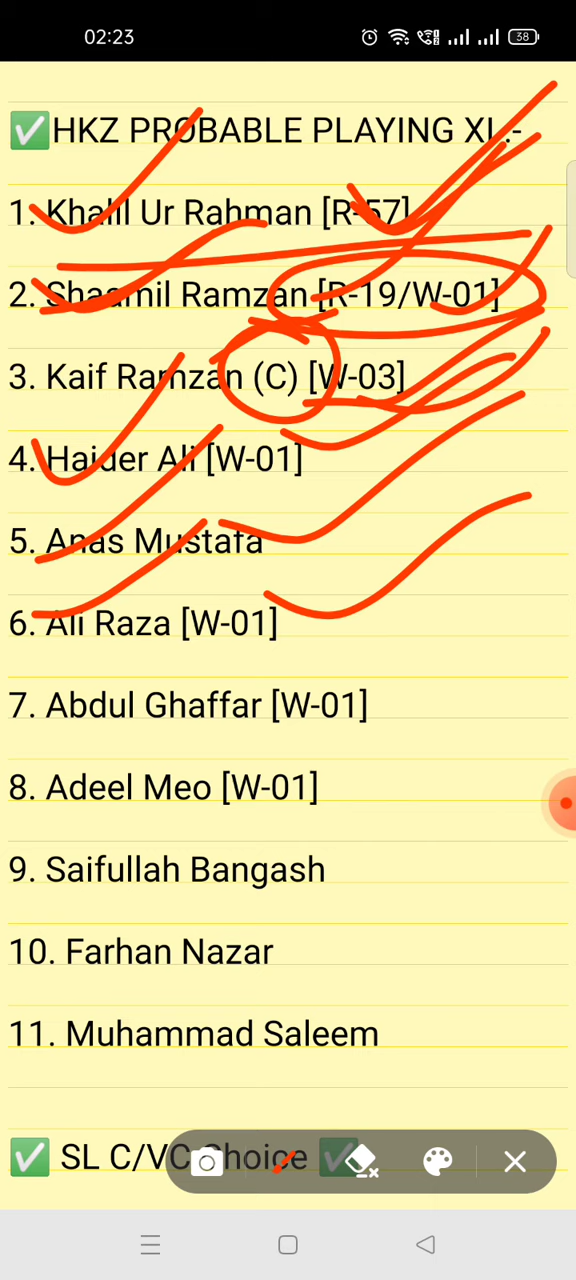 02:23
38
✅HKZ PROBABLE PLAYING XI.:-
1. Khalil Ur Rahman [R-57]
2. Shaamil Ramzan [R-19/W-01]
3. Kaif Ramzan (C) [W-03]
4. Haider Ali [W-01]
5. Anas Mustafa
6. Ali Raza [W-01]
7. Abdul Ghaffar [W-01]
8. Adeel Meo [W-01]
9. Saifullah Bangash
10. Farhan Nazar
11. Muhammad Saleem
✅ SL C/VC Choice ✅